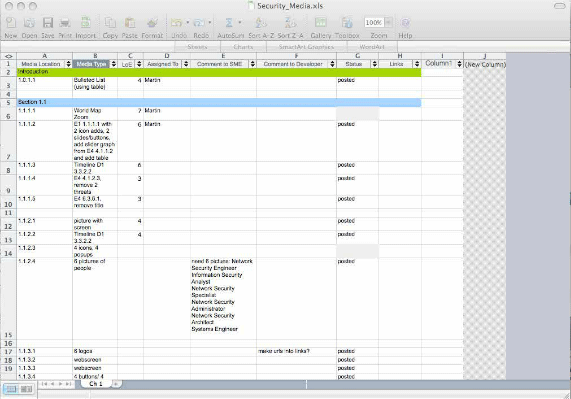 Security_Media.xls
New Open Save Print Import Copy Paste Format Undo Redo AutoSum Sort A-Z Sort Z-A Gallery Toolbox Zoom Help
100%
Sheets Charts SmartArt Graphics WordArt
A B C D E F G H I J
1 Media Location Media Type LoE Assigned To Comment to SME Comment to Developer Status Links Column1 (New Column)
2 Introduction
3 1.0.1.1 Bulleted List 4 Martin posted
(using table)
4
5 Section 1.1
6 1.1.1.1 World Map 7 Martin
Zoom
7 1.1.1.2 E1 1.1.1.1 with 6 Martin posted
2 icon adds, 2
slides/buttons,
add slider graph
from E4 4.1.1.2
and add table
8 1.1.1.3 Timeline D1 6 posted
3.3.2.2
9 1.1.1.4 E4 4.1.2.3, 3 posted
remove 2
threats
10 1.1.1.5 E4 6.3.6.1, 3 posted
remove title
11
12 1.1.2.1 picture with 4 posted
screen
13 1.1.2.2 Timeline D1 4 posted
3.3.2.2
14 1.1.2.3 4 icons, 4
popups
15 1.1.2.4 6 pictures of need 6 picture: Network posted
people Security Engineer
Information Security
Analyst
Network Security
Specialist
Network Security
Administrator
Network Security
Architect
Systems Engineer
16
17 1.1.3.1 6 logos make urls into links? posted
18 1.1.3.2 webscreen posted
19 1.1.3.3 webscreen posted
1.1.3.4 4 buttons/ 4 posted
Ch 1